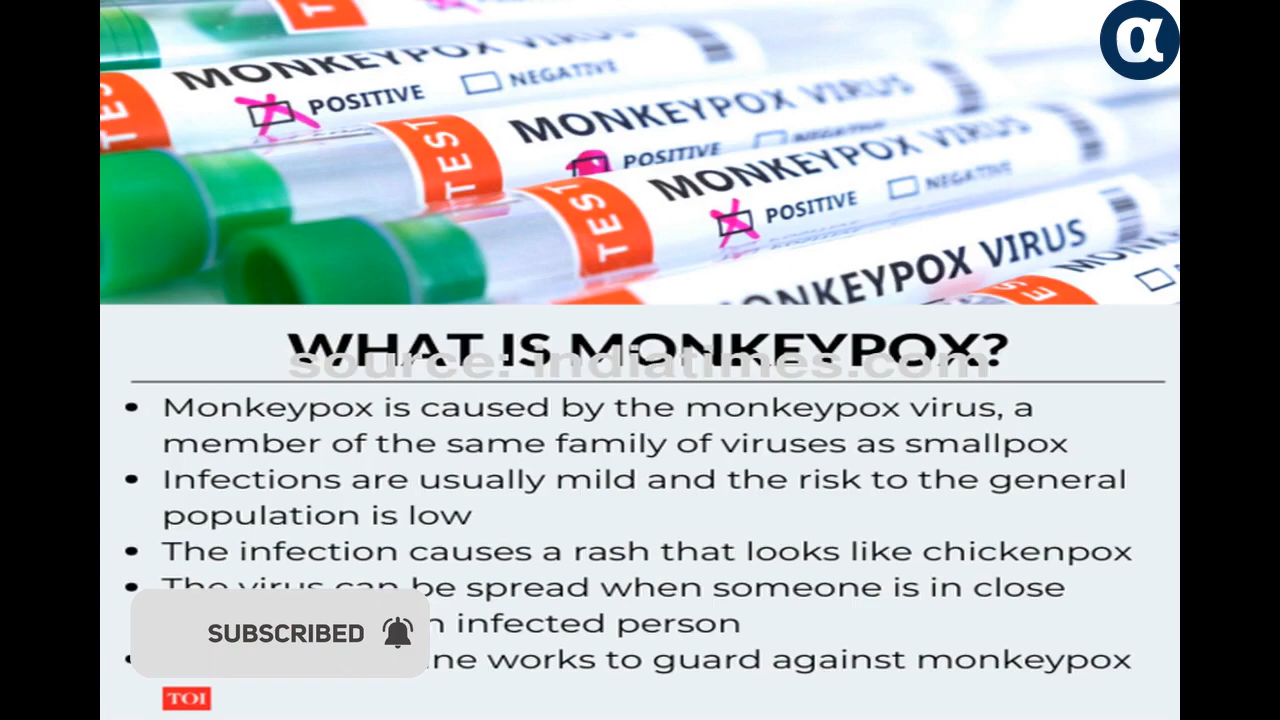 α
TEST
MONKEYPOX VIRUS
POSITIVE NEGATIVE
TEST
MONKEYPOX VIRUS
POSITIVE NEGATIVE
TEST
MONKEYPOX VIRUS
POSITIVE NEGATIVE
MONKEYPOX VIRUS
WHAT IS MONKEYPOX?
source: indiatimes.com
• Monkeypox is caused by the monkeypox virus, a
member of the same family of viruses as smallpox
• Infections are usually mild and the risk to the general
population is low
• The infection causes a rash that looks like chickenpox
• The virus can be spread when someone is in close
infected person
works to guard against monkeypox
SUBSCRIBED
TOI